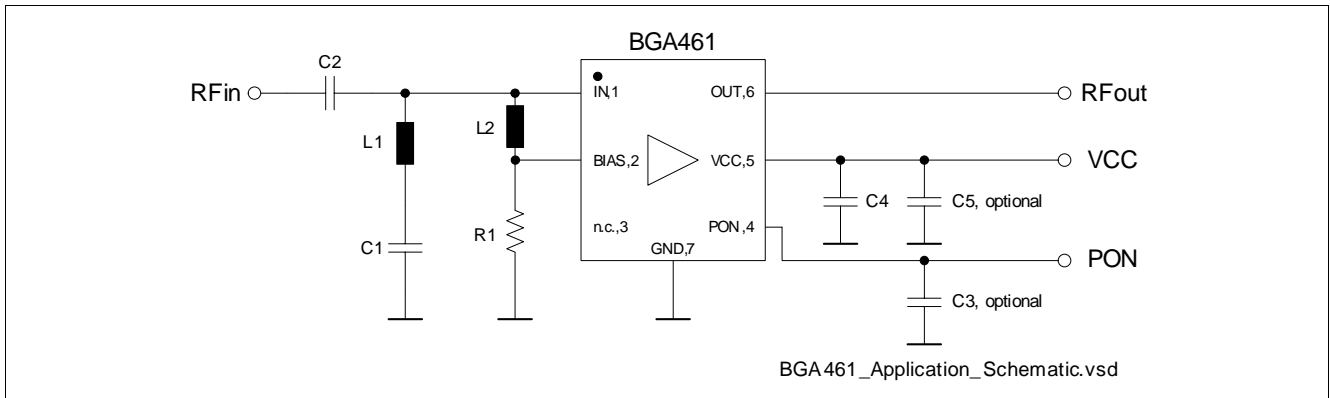 BGA461
C2
RFin
IN,1
OUT,6
RFout
L1
L2
BIAS,2
VCC,5
VCC
C4
C5, optional
R1
n.c.,3
PON,4
C1
GND,7
PON
C3, optional
BGA461_Application_Schematic.vsd